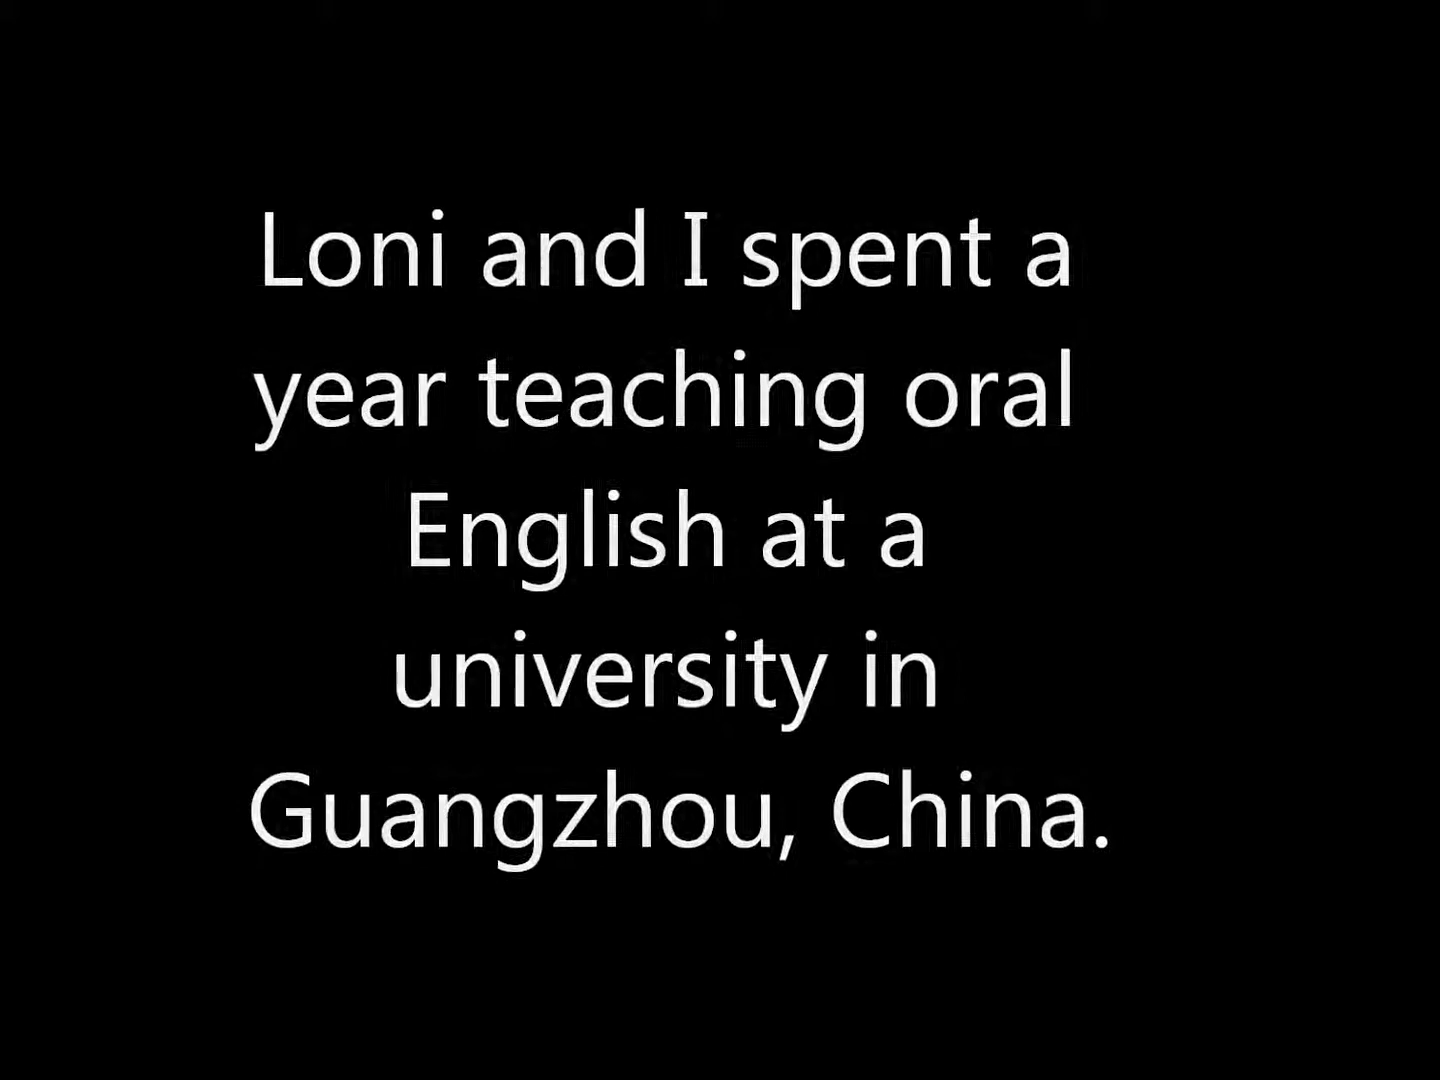 Loni and I spent a
year teaching oral
English at a
university in
Guangzhou, China.